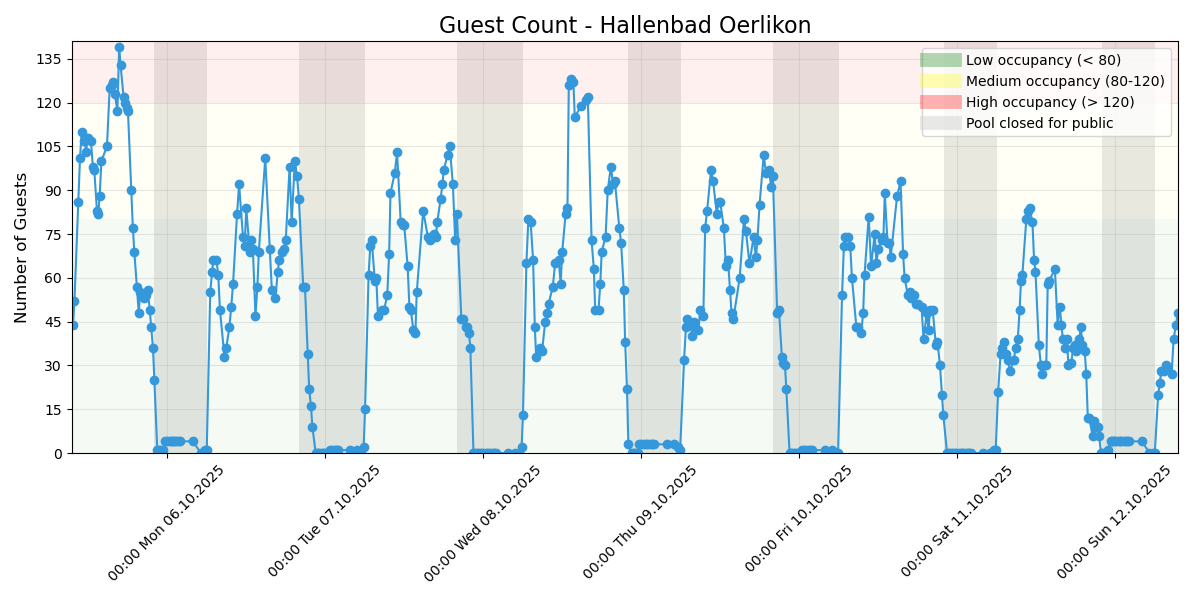 Guest Count - Hallenbad Oerlikon
Number of Guests
135
120
105
90
75
60
45
30
15
0
Low occupancy (< 80)
Medium occupancy (80-120)
High occupancy (> 120)
Pool closed for public
00:00 Mon 06.10.2025
00:00 Tue 07.10.2025
00:00 Wed 08.10.2025
00:00 Thu 09.10.2025
00:00 Fri 10.10.2025
00:00 Sat 11.10.2025
00:00 Sun 12.10.2025